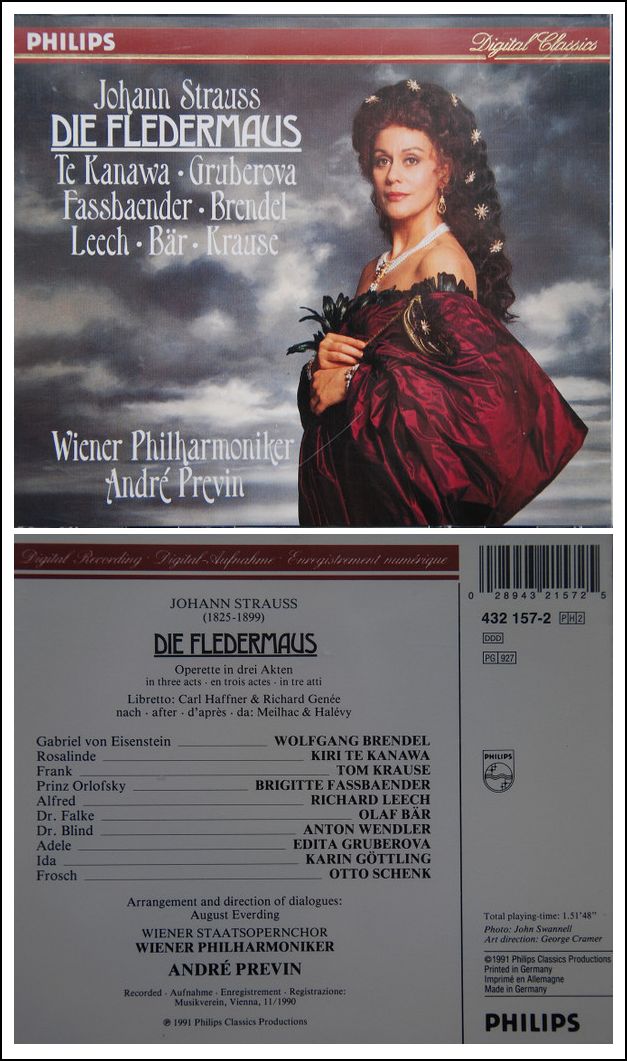 PHILIPS
Digital Classics
Johann Strauss
DIE FLEDERMAUS
Te Kanawa · Gruberova
Fassbaender · Brendel
Leech · Bär · Krause
Wiener Philharmoniker
André Previn
Digital Recording · Digital-Aufnahme · Enregistrement numérique
JOHANN STRAUSS
(1825-1899)
DIE FLEDERMAUS
Operette in drei Akten
in three acts · en trois actes · in tre atti
Libretto: Carl Haffner & Richard Genée
nach · after · d'après · da: Meilhac & Halévy
Gabriel von Eisenstein WOLFGANG BRENDEL
Rosalinde KIRI TE KANAWA
Frank TOM KRAUSE
Prinz Orlofsky BRIGITTE FASSBAENDER
Alfred RICHARD LEECH
Dr. Falke OLAF BÄR
Dr. Blind ANTON WENDLER
Adele EDITA GRUBEROVA
Ida KARIN GÖTTLING
Frosch OTTO SCHENK
Arrangement and direction of dialogues:
August Everding
WIENER STAATSOPERNCHOR
WIENER PHILHARMONIKER
ANDRÉ PREVIN
Recorded · Aufnahme · Enregistrement · Registrazione:
Musikverein, Vienna, 11/1990
℗ 1991 Philips Classics Productions
0 28943 21572 5
432 157-2 PH 2
DDD
PG 927
PHILIPS
Total playing-time: 1.51'48"
Photo: John Swannell
Art direction: George Cramer
©1991 Philips Classics Productions
Printed in Germany
Imprimé en Allemagne
Made in Germany
PHILIPS